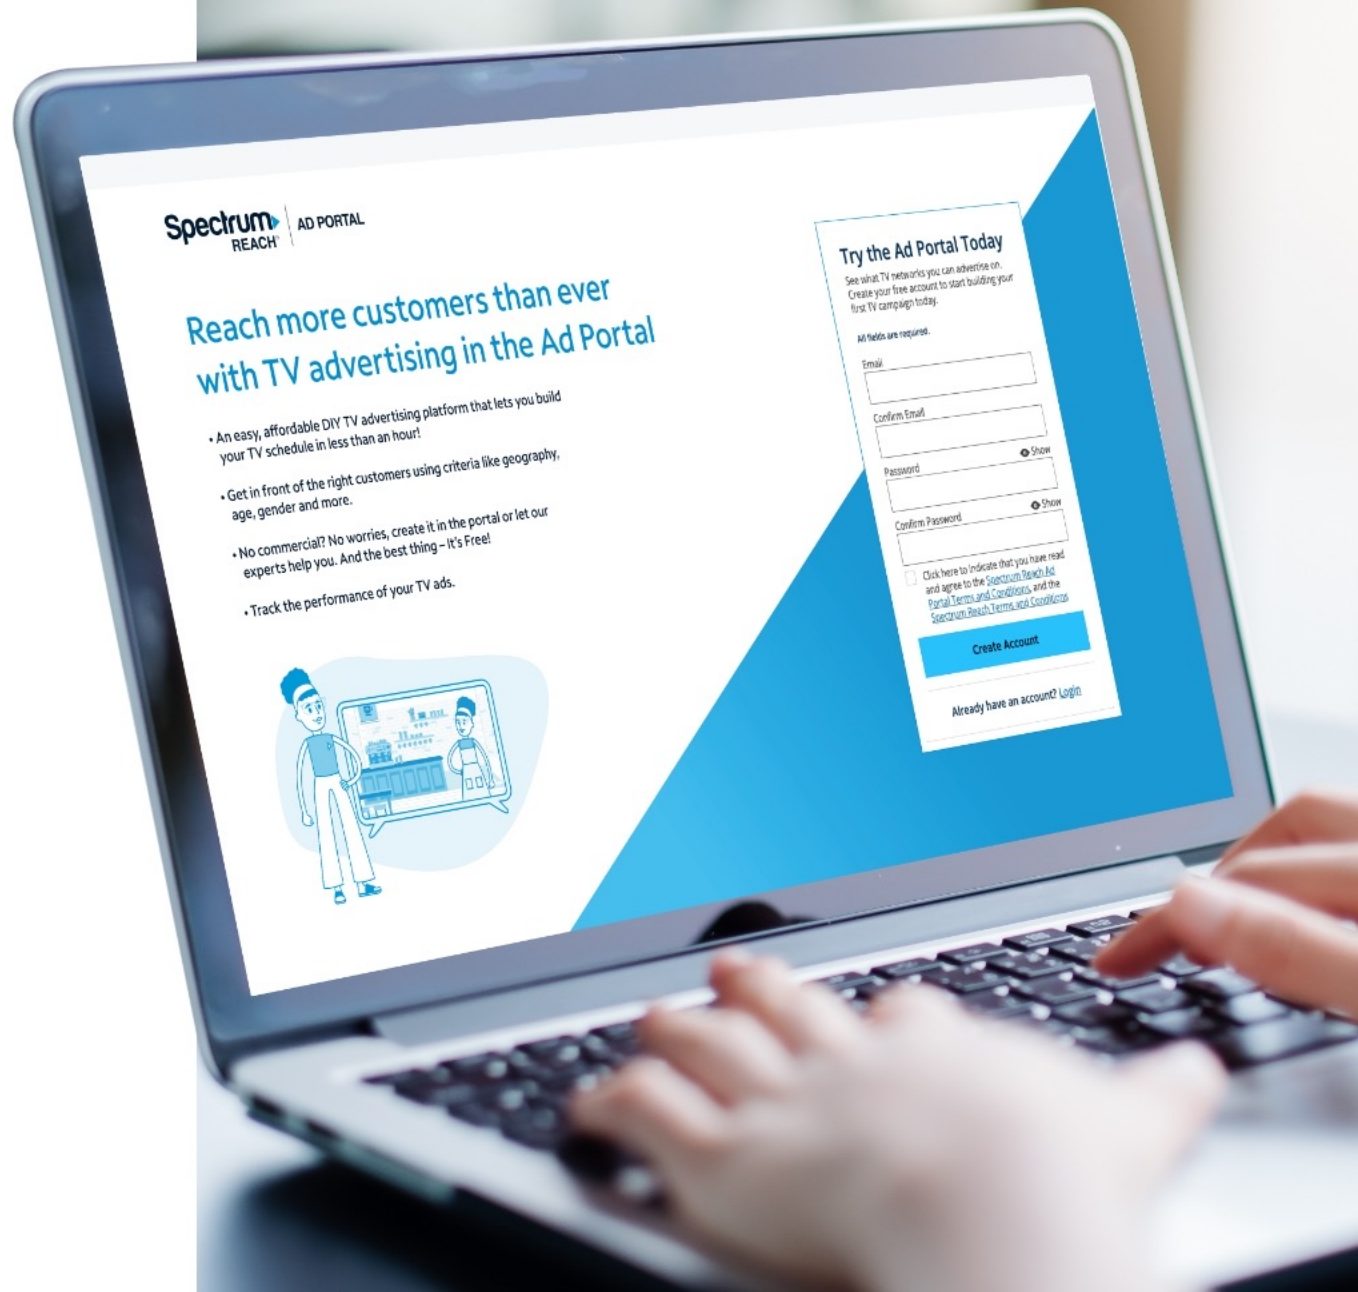 Spectrum
REACH
AD PORTAL
Reach more customers than ever
with TV advertising in the Ad Portal
• An easy, affordable DIY TV advertising platform that lets you build
your TV schedule in less than an hour!
• Get in front of the right customers using criteria like geography,
age, gender and more.
• No commercial? No worries, create it in the portal or let our
experts help you. And the best thing – It's Free!
• Track the performance of your TV ads.
Try the Ad Portal Today
See what TV networks you can advertise on.
Create your free account to start building your
first TV campaign today.
All fields are required.
Email
Confirm Email
Password
Show
Confirm Password
Show
Click here to indicate that you have read
and agree to the Spectrum Reach Ad
Portal Terms and Conditions, and the
Spectrum Reach Terms and Conditions
Create Account
Already have an account? Login